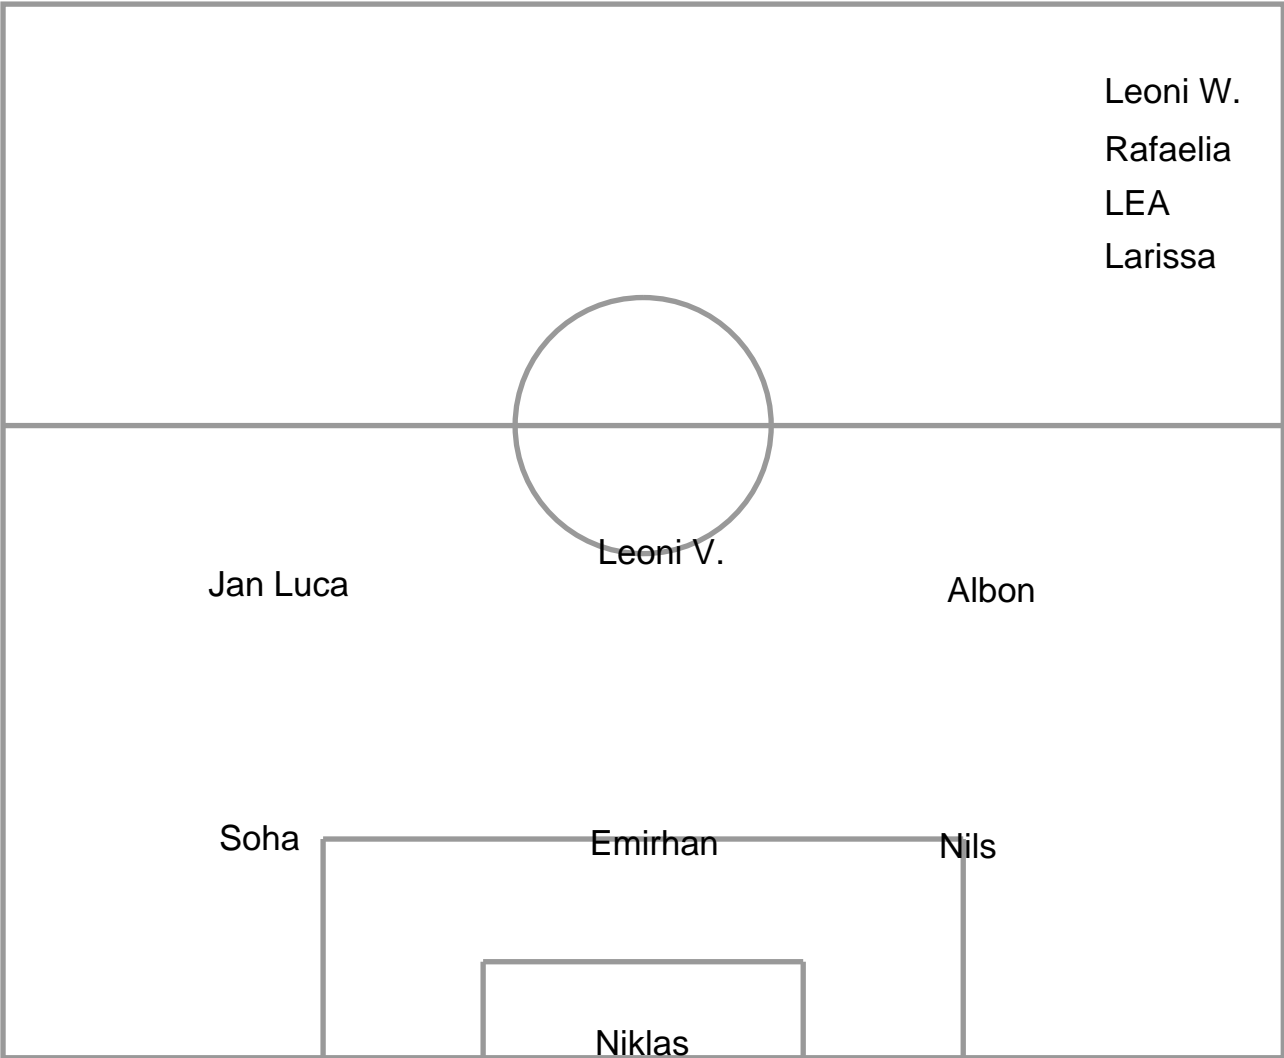 Leoni W.
Rafaelia
LEA
Larissa
Leoni V.
Jan Luca
Albon
Soha
Emirhan
Nils
Niklas